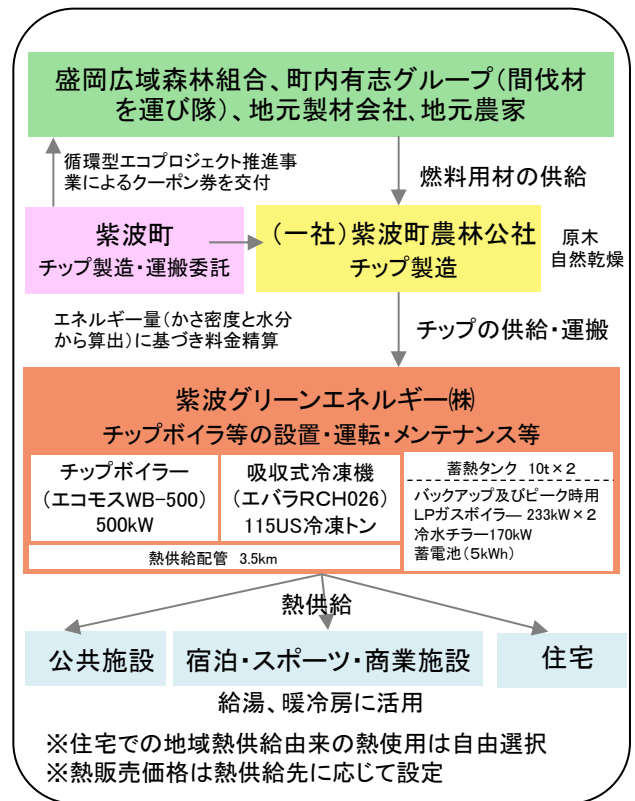 盛岡広域森林組合、町内有志グループ（間伐材
を運び隊）、地元製材会社、地元農家
循環型エコプロジェクト推進事
業によるクーポン券を交付
燃料用材の供給
紫波町
チップ製造・運搬委託
（一社）紫波町農林公社
チップ製造
原木
自然乾燥
エネルギー量（かさ密度と水分
から算出）に基づき料金精算
チップの供給・運搬
紫波グリーンエネルギー㈱
チップボイラ等の設置・運転・メンテナンス等
チップボイラー
（エコモスWB-500）
500kW
吸収式冷凍機
（エバラRCH026）
115US冷凍トン
熱供給配管 3.5km
蓄熱タンク 10t×2
バックアップ及びピーク時用
LPガスボイラー 233kW×2
冷水チラー170kW
蓄電池（5kWh）
熱供給
公共施設
宿泊・スポーツ・商業施設
住宅
給湯、暖冷房に活用
※住宅での地域熱供給由来の熱使用は自由選択
※熱販売価格は熱供給先に応じて設定